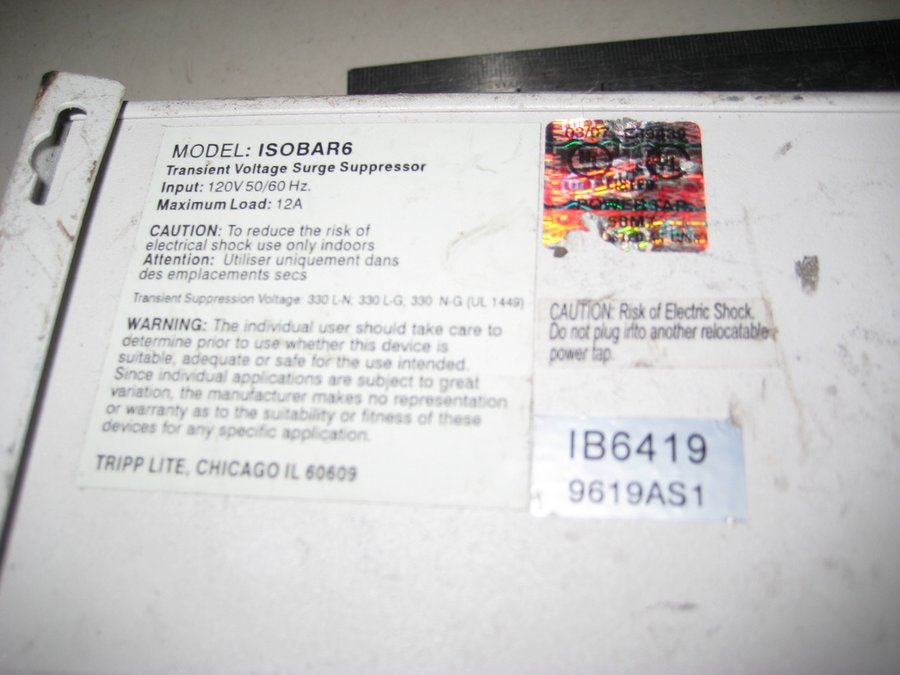 MODEL: ISOBAR6
Transient Voltage Surge Suppressor
Input: 120V 50/60 Hz.
Maximum Load: 12A
CAUTION: To reduce the risk of
electrical shock use only indoors
Attention: Utiliser uniquement dans
des emplacements secs
Transient Suppression Voltage: 330 L-N; 330 L-G, 330 N-G (UL 1449)
WARNING: The individual user should take care to
determine prior to use whether this device is
suitable, adequate or safe for the use intended.
Since individual applications are subject to great
variation, the manufacturer makes no representation
or warranty as to the suitability or fitness of these
devices for any specific application.
TRIPP LITE, CHICAGO IL 60609
UL
LISTED
POWER TAP
CAUTION: Risk of Electric Shock.
Do not plug into another relocatable
power tap.
IB6419
9619AS1